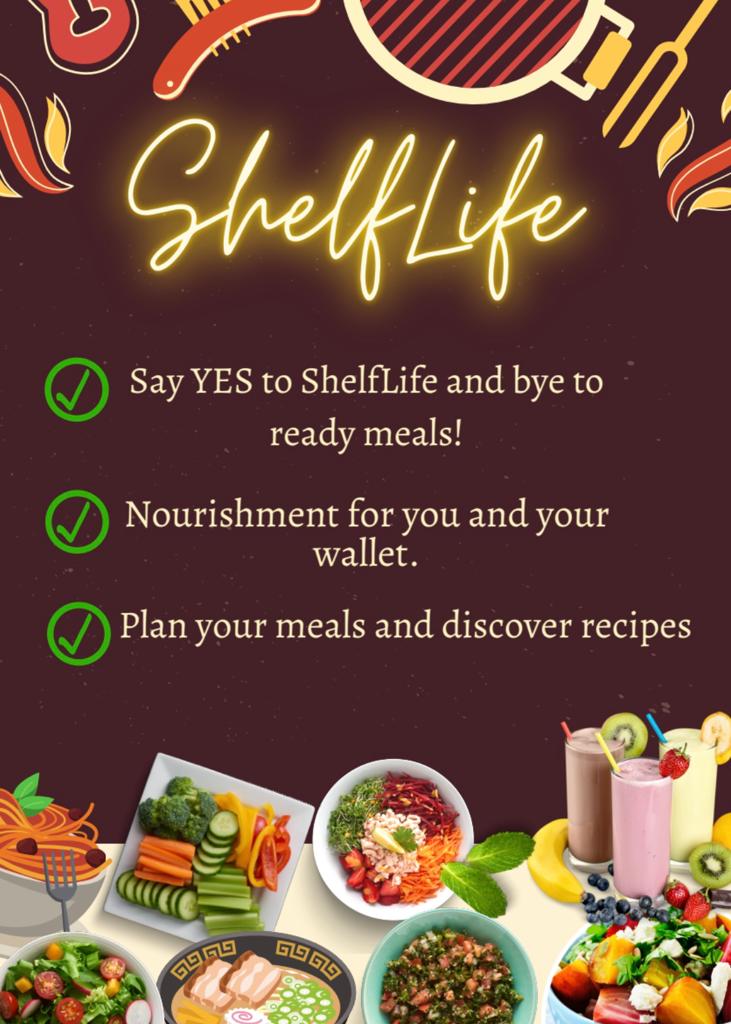 ShelfLife
Say YES to ShelfLife and bye to
ready meals!
Nourishment for you and your
wallet.
Plan your meals and discover recipes